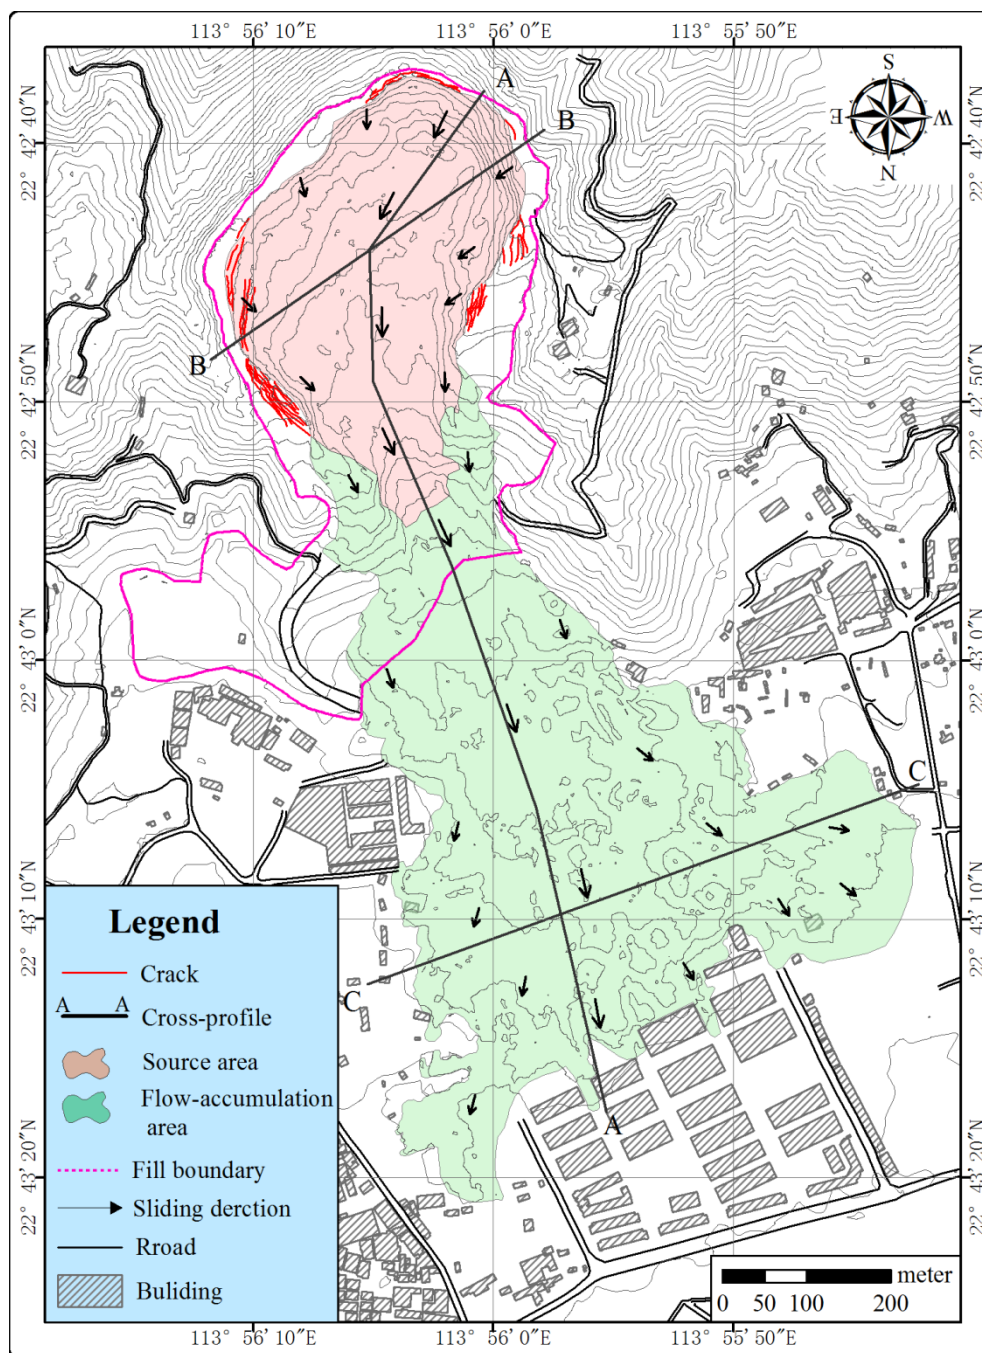 113° 56′ 10″E
113° 56′ 0″E
113° 55′ 50″E
22° 42′ 40″N
22° 42′ 40″N
A
B
S
E
W
N
B
22° 42′ 50″N
22° 42′ 50″N
22° 43′ 0″N
22° 43′ 0″N
C
22° 43′ 10″N
22° 43′ 10″N
C
A
22° 43′ 20″N
22° 43′ 20″N
Legend
Crack
A A Cross-profile
Source area
Flow-accumulation
area
Fill boundary
Sliding derction
Rroad
Buliding
meter
0 50 100 200
113° 56′ 10″E
113° 56′ 0″E
113° 55′ 50″E